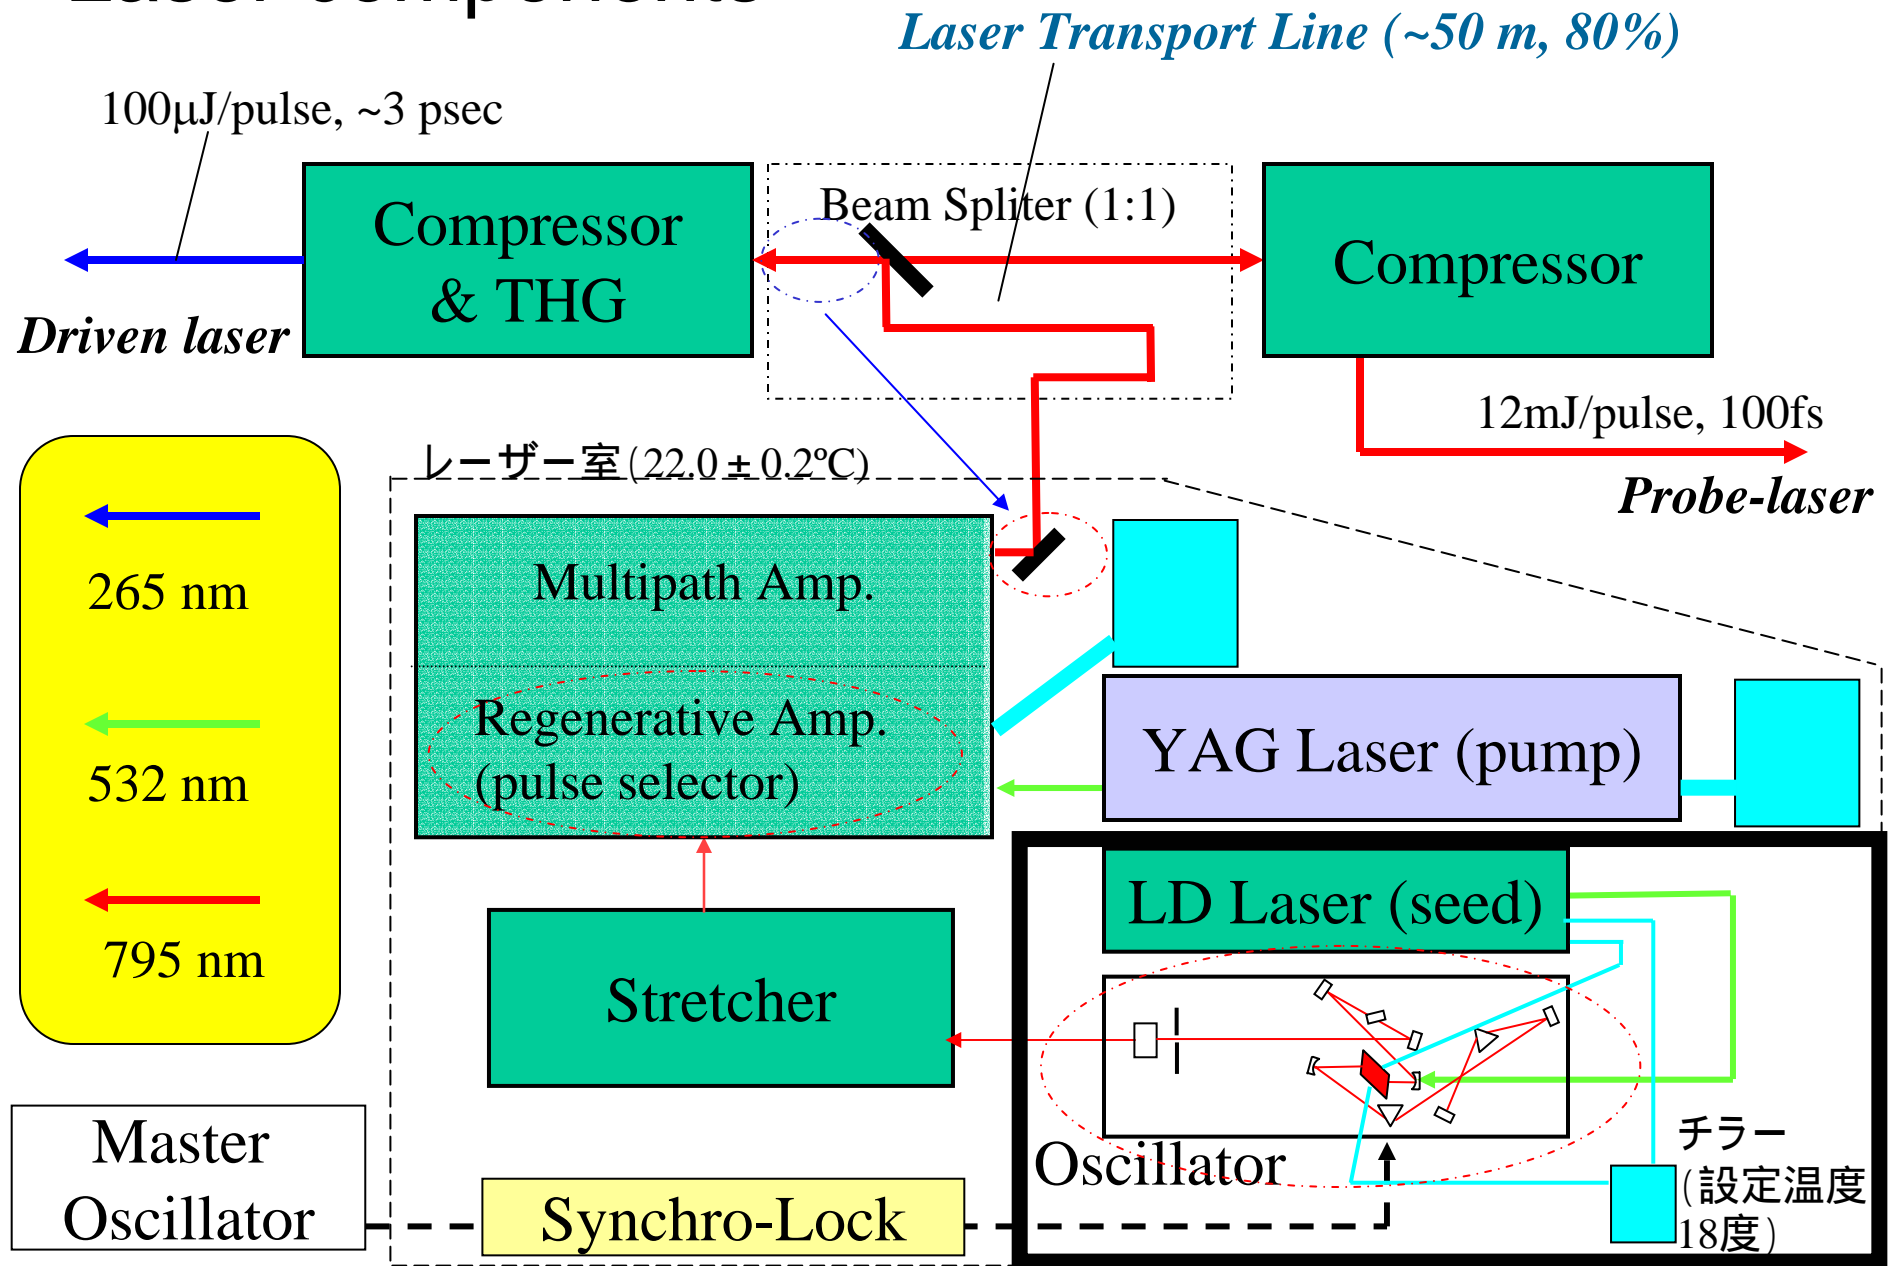 Laser components
Laser Transport Line (~50 m, 80%)
100μJ/pulse, ~3 psec
Beam Spliter (1:1)
Compressor
& THG
Compressor
Driven laser
12mJ/pulse, 100fs
Probe-laser
レーザー室(22.0 ± 0.2ºC)
265 nm
532 nm
795 nm
Multipath Amp.
Regenerative Amp.
(pulse selector)
YAG Laser (pump)
LD Laser (seed)
Stretcher
Oscillator
チラー
(設定温度
18度)
Master
Oscillator
Synchro-Lock